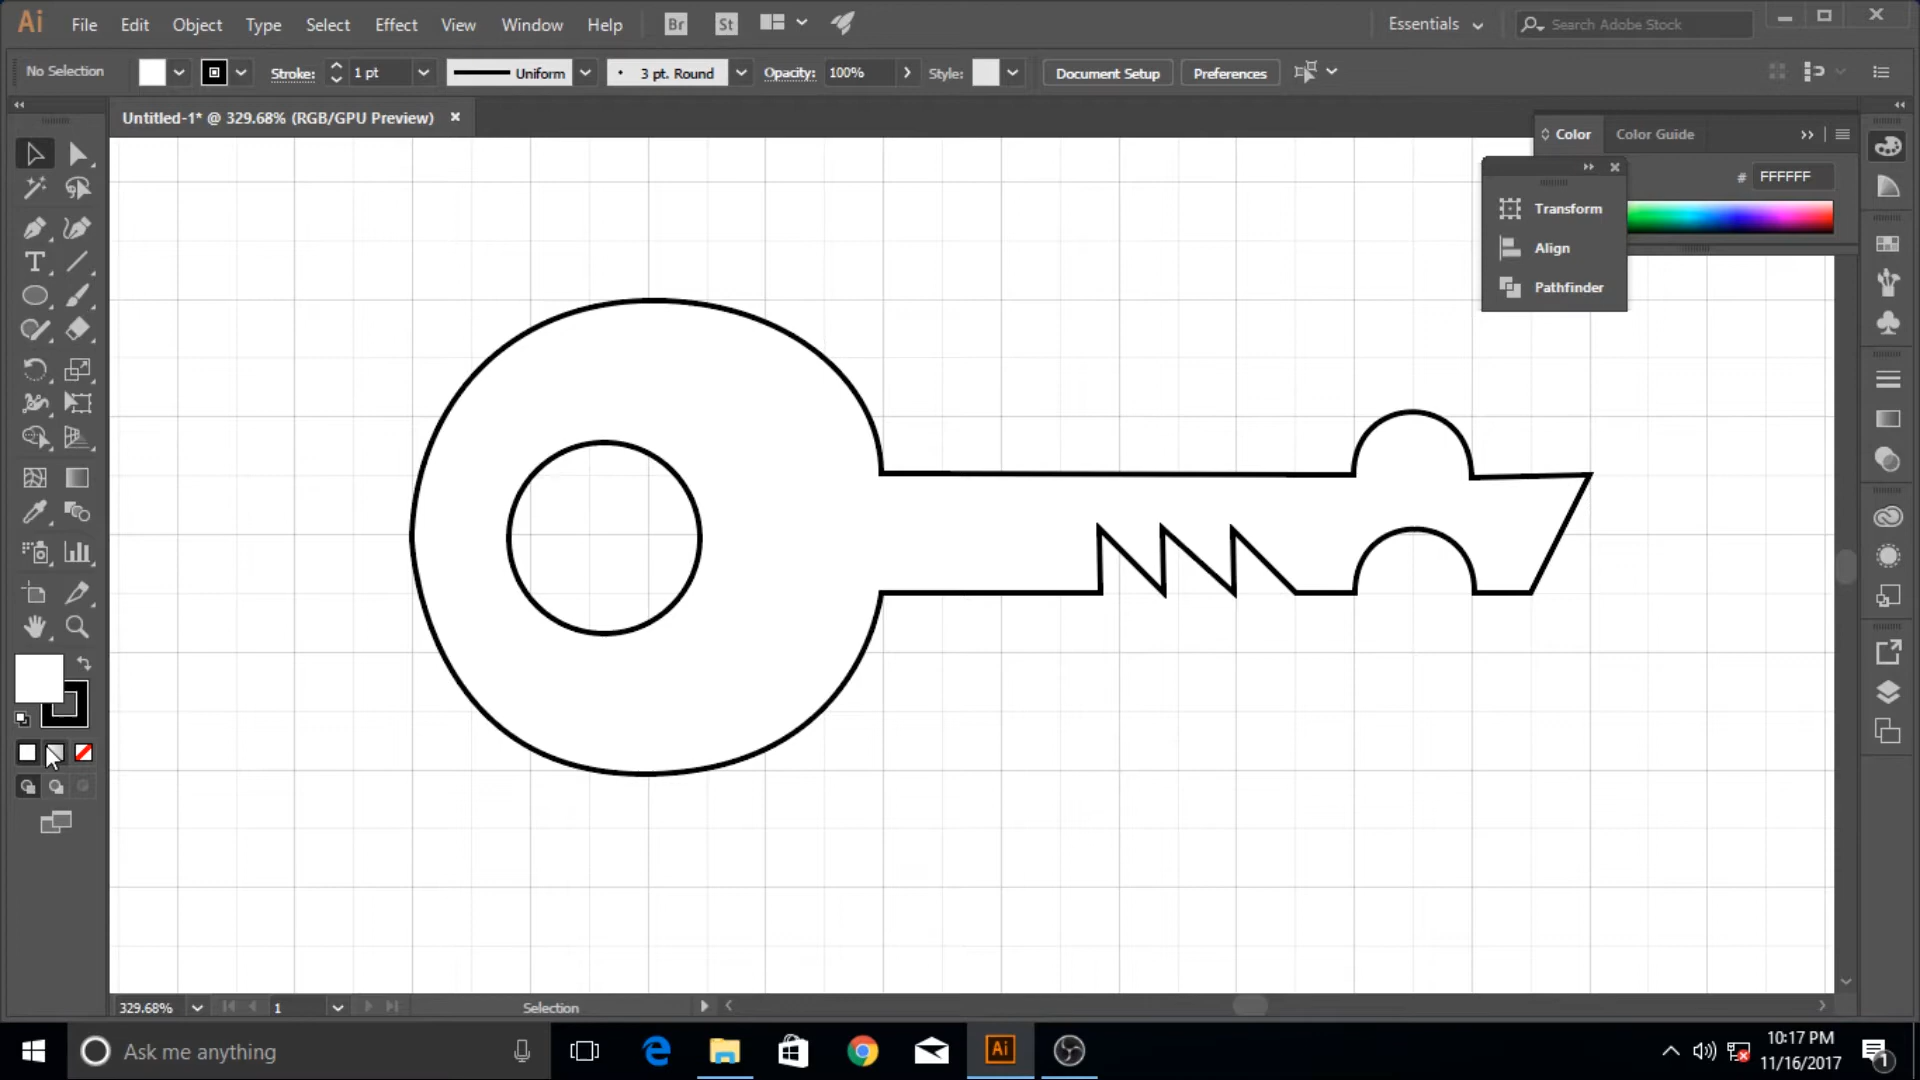 Ai File Edit Object Type Select Effect View Window Help Br St Essentials Search Adobe Stock
No Selection Stroke: 1 pt Uniform 3 pt. Round Opacity: 100% Style: Document Setup Preferences
Untitled-1* @ 329.68% (RGB/GPU Preview)
Color Color Guide
# FFFFFF
Transform
Align
Pathfinder
T
329.68% 1 Selection
Ask me anything
Ai
10:17 PM
11/16/2017
1